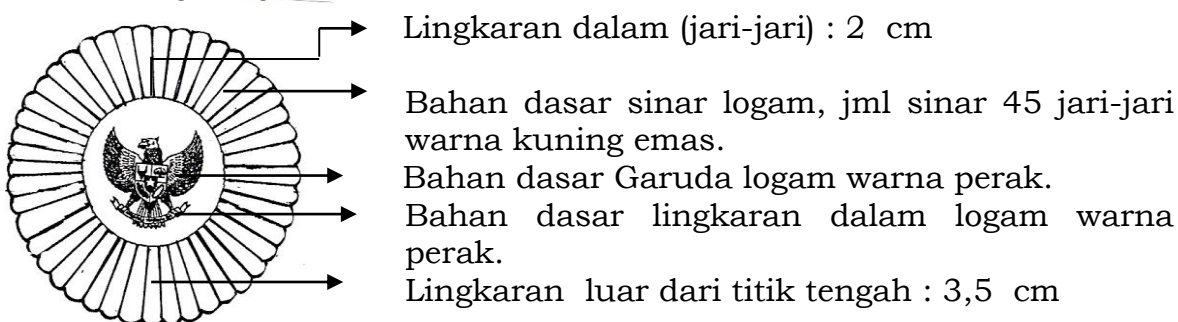 Lingkaran dalam (jari-jari) : 2 cm
Bahan dasar sinar logam, jml sinar 45 jari-jari
warna kuning emas.
Bahan dasar Garuda logam warna perak.
Bahan dasar lingkaran dalam logam warna
perak.
Lingkaran luar dari titik tengah : 3,5 cm